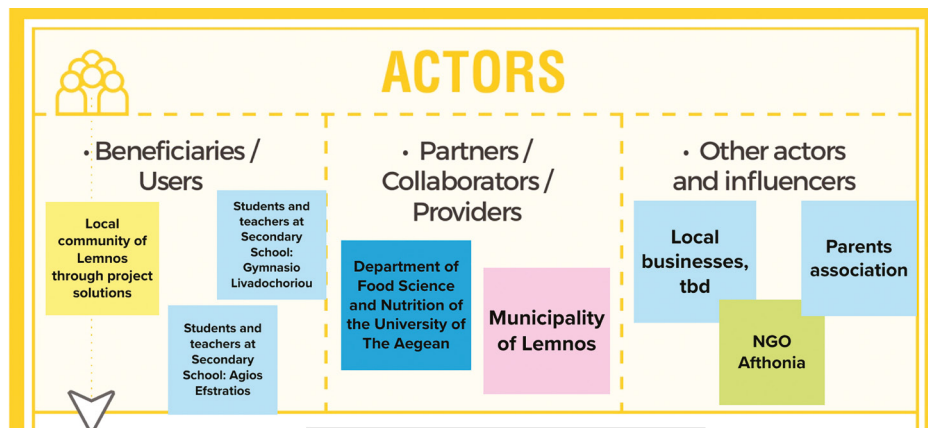 ACTORS
· Beneficiaries /
Users
Local
community of
Lemnos
through project
solutions
Students and
teachers at
Secondary
School:
Gymnasio
Livadochoriou
Students and
teachers at
Secondary
School: Agios
Efstratios
· Partners /
Collaborators /
Providers
Department of
Food Science
and Nutrition of
the University of
The Aegean
Municipality
of Lemnos
· Other actors
and influencers
Local
businesses,
tbd
Parents
association
NGO
Afthonia